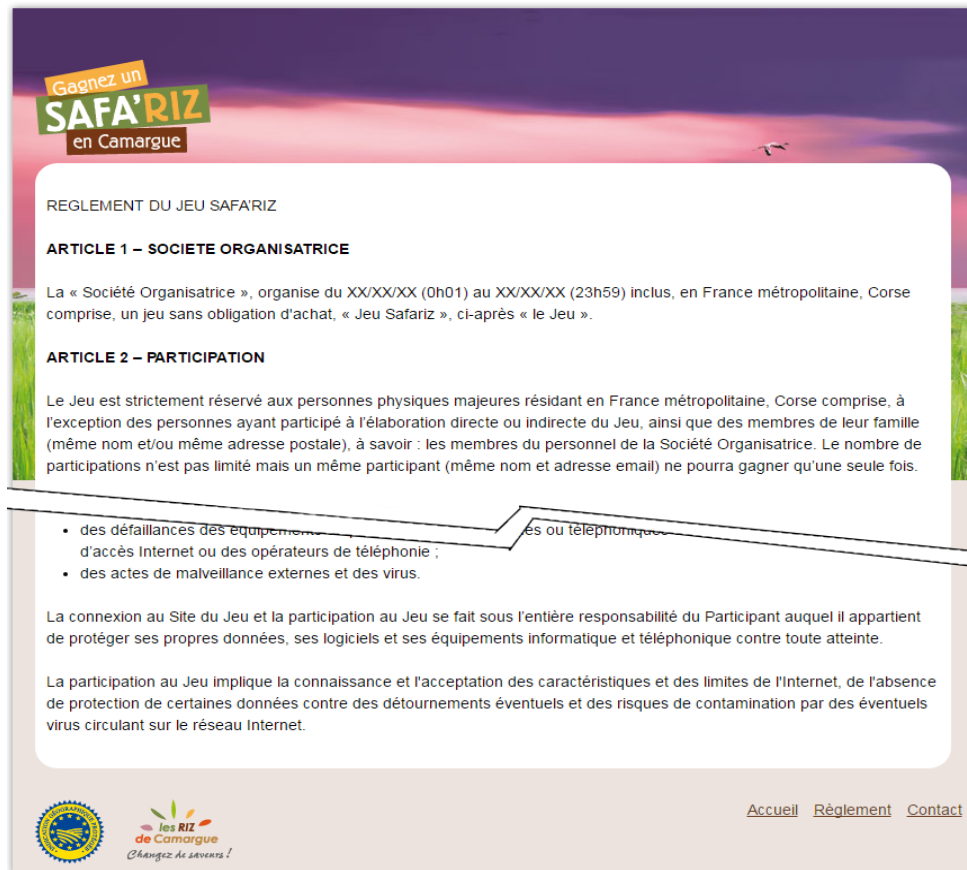 Gagnez un
SAFA'RIZ
en Camargue
REGLEMENT DU JEU SAFA'RIZ
ARTICLE 1 – SOCIETE ORGANISATRICE
La « Société Organisatrice », organise du XX/XX/XX (0h01) au XX/XX/XX (23h59) inclus, en France métropolitaine, Corse
comprise, un jeu sans obligation d'achat, « Jeu Safariz », ci-après « le Jeu ».
ARTICLE 2 – PARTICIPATION
Le Jeu est strictement réservé aux personnes physiques majeures résidant en France métropolitaine, Corse comprise, à
l'exception des personnes ayant participé à l'élaboration directe ou indirecte du Jeu, ainsi que des membres de leur famille
(même nom et/ou même adresse postale), à savoir : les membres du personnel de la Société Organisatrice. Le nombre de
participations n'est pas limité mais un même participant (même nom et adresse email) ne pourra gagner qu'une seule fois.
• des défaillances des équipements ou téléphoniques
d'accès Internet ou des opérateurs de téléphonie ;
• des actes de malveillance externes et des virus.
La connexion au Site du Jeu et la participation au Jeu se fait sous l'entière responsabilité du Participant auquel il appartient
de protéger ses propres données, ses logiciels et ses équipements informatique et téléphonique contre toute atteinte.
La participation au Jeu implique la connaissance et l'acceptation des caractéristiques et des limites de l'Internet, de l'absence
de protection de certaines données contre des détournements éventuels et des risques de contamination par des éventuels
virus circulant sur le réseau Internet.
INDICATION GÉOGRAPHIQUE PROTÉGÉE
les RIZ
de Camargue
Changez de saveurs !
Accueil Règlement Contact